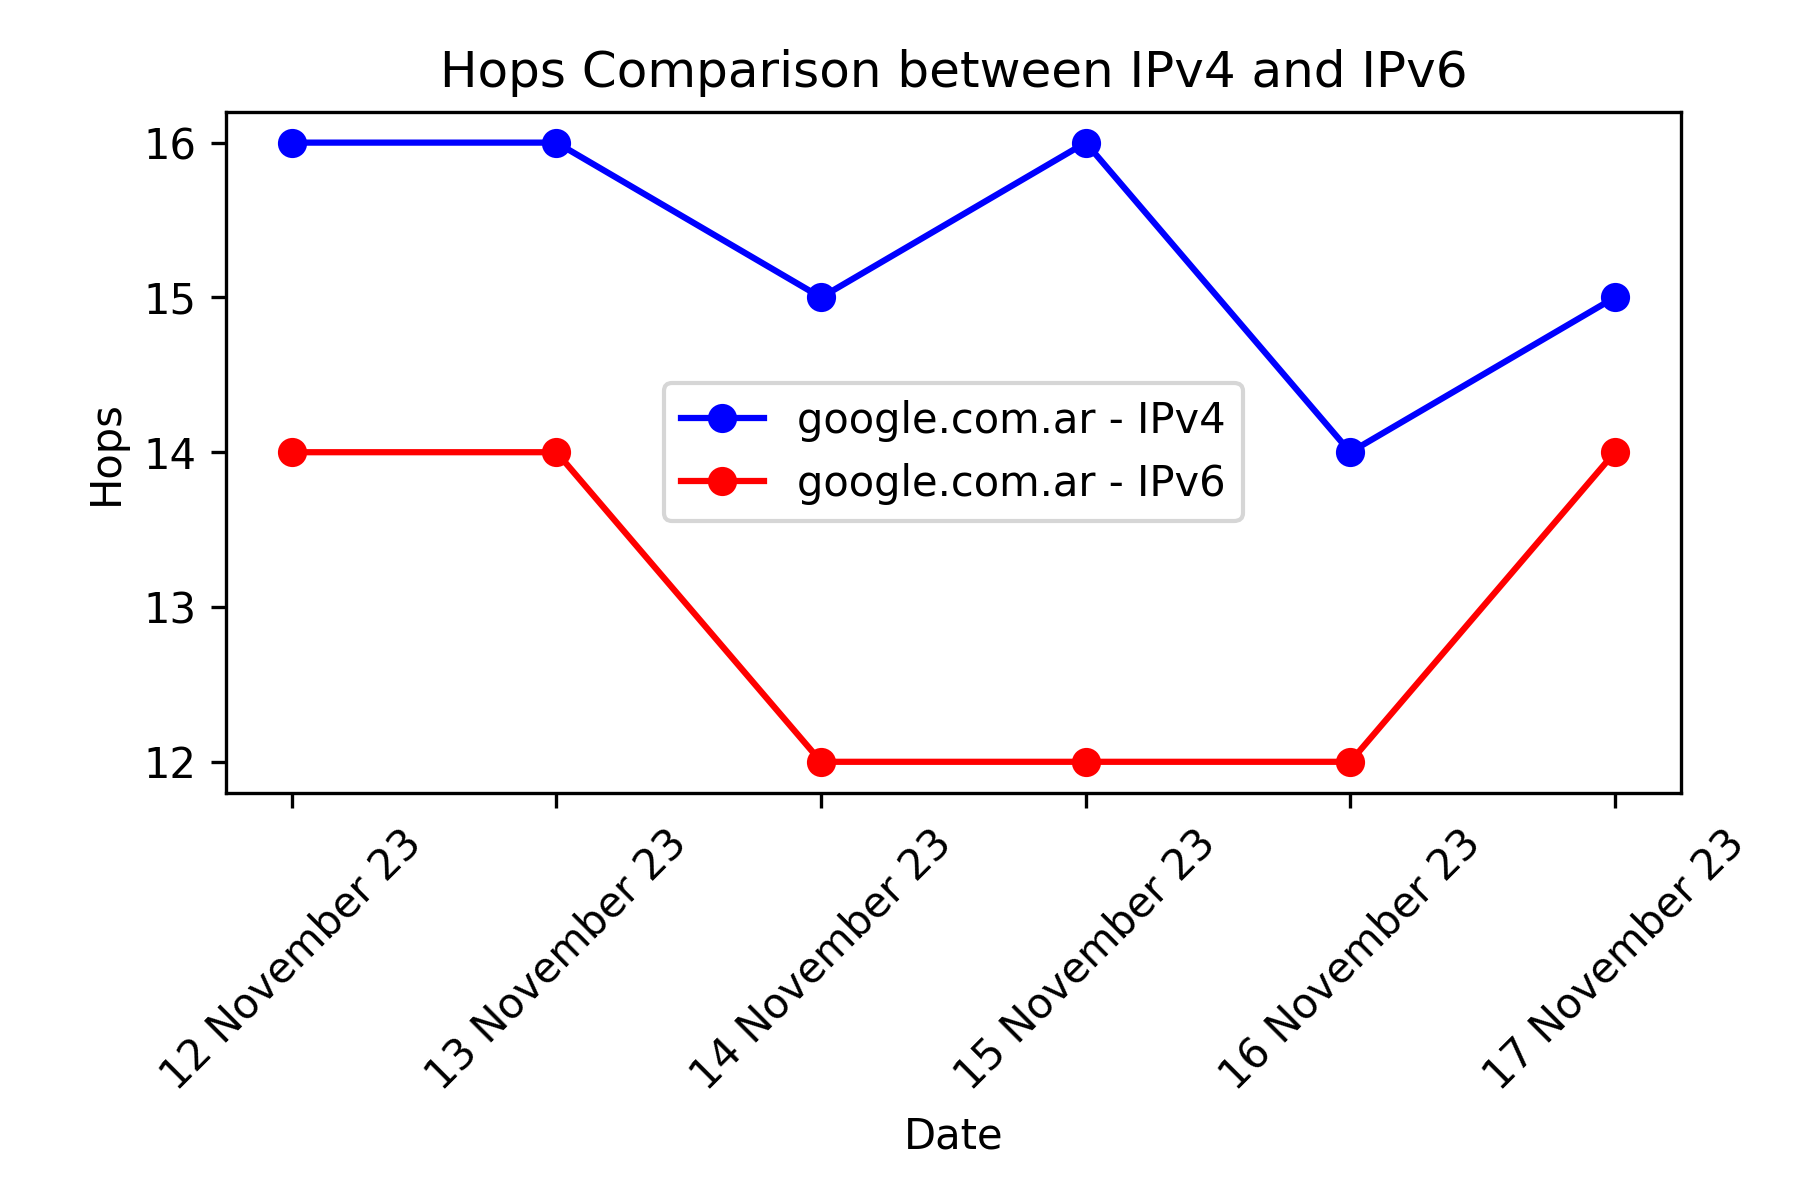 Hops Comparison between IPv4 and IPv6
16
15
14
13
12
Hops
google.com.ar - IPv4
google.com.ar - IPv6
12 November 23
13 November 23
14 November 23
15 November 23
16 November 23
17 November 23
Date